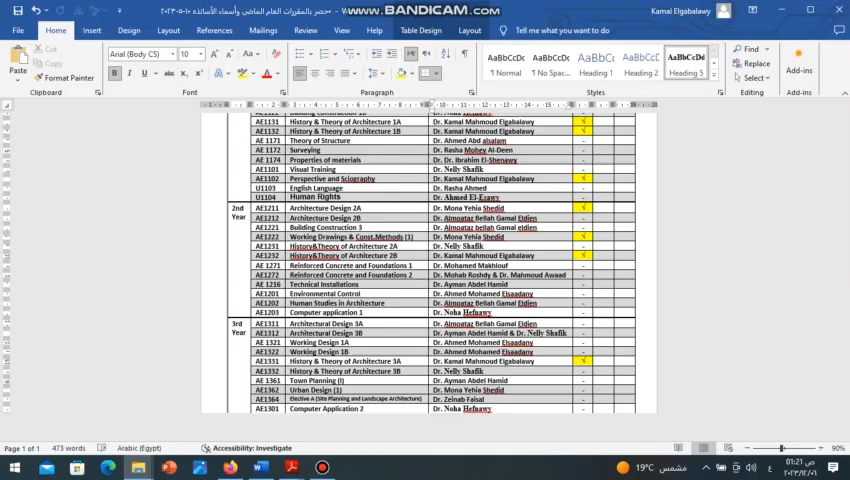 حصر بالمقررات العام الماضى وأسماء الأساتذه ١٠-٥-٢٠٢٣
www.BANDICAM.com
Kamal Elgabalawy
File Home Insert Design Layout References Mailings Review View Help Table Design Layout Tell me what you want to do
Cut
Copy
Paste
Format Painter
Arial (Body CS) 10
Clipboard Font Paragraph Styles Editing Add-ins
AaBbCcDd ¶ Normal
AaBbCcDd ¶ No Spac...
AaBbCc Heading 1
AaBbCcD Heading 2
AaBbCcDd Heading 5
Find
Replace
Select
Add-ins
AE1131 History & Theory of Architecture 1A Dr. Kamal Mahmoud Elgabalawy √
AE1132 History & Theory of Architecture 1B Dr. Kamal Mahmoud Elgabalawy √
AE 1171 Theory of Structure Dr. Ahmed Abd alsalam -
AE 1172 Surveying Dr. Rasha Mohey Al-Deen -
AE 1174 Properties of materials Dr. Dr. Ibrahim El-Shenawy -
AE1101 Visual Training Dr. Nelly Shafik -
AE1102 Perspective and Sciography Dr. Kamal Mahmoud Elgabalawy √
U1103 English Language Dr. Rasha Ahmed -
U1104 Human Rights Dr. Ahmed El-Esawy -
2nd Year
AE1211 Architecture Design 2A Dr. Mona Yehia Shedid √
AE1212 Architecture Design 2B Dr. Almoataz Bellah Gamal Eldien -
AE1221 Building Construction 3 Dr. Almoataz bellah Gamal eldien -
AE1222 Working Drawings & Const.Methods (1) Dr. Mona Yehia Shedid √
AE1231 History&Theory of Architecture 2A Dr. Nelly Shafik -
AE1232 History&Theory of Architecture 2B Dr. Kamal Mahmoud Elgabalawy √
AE 1271 Reinforced Concrete and Foundations 1 Dr. Mohamed Makhlouf -
AE1272 Reinforced Concrete and Foundations 2 Dr. Mohab Roshdy & Dr. Mahmoud Awaad -
AE 1216 Technical Installations Dr. Ayman Abdel Hamid -
AE1201 Environmental Control Dr. Ahmed Mohamed Elsaadany -
AE1202 Human Studies in Architecture Dr. Almoataz Bellah Gamal Eldien -
AE1203 Computer application 1 Dr. Noha Hefnawy -
3rd Year
AE1311 Architectural Design 3A Dr. Almoataz Bellah Gamal Eldien -
AE1312 Architectural Design 3B Dr. Ayman Abdel Hamid & Dr. Nelly Shafik -
AE 1321 Working Design 1A Dr. Ahmed Mohamed Elsaadany -
AE1322 Working Design 1B Dr. Ahmed Mohamed Elsaadany -
AE1331 History & Theory of Architecture 3A Dr. Kamal Mahmoud Elgabalawy √
AE1332 History & Theory of Architecture 3B Dr. Nelly Shafik -
AE 1361 Town Planning (I) Dr. Ayman Abdel Hamid -
AE1362 Urban Design (1) Dr. Mona Yehia Shedid -
AE1364 Elective A (Site Planning and Landscape Architecture) Dr. Zeinab Faisal -
AE1301 Computer Application 2 Dr. Noha Hefnawy -
Page 1 of 1 473 words Arabic (Egypt) Accessibility: Investigate 90%
19°C مشمس
01:21 ص
٢٠٢٣/١٢/٠٦